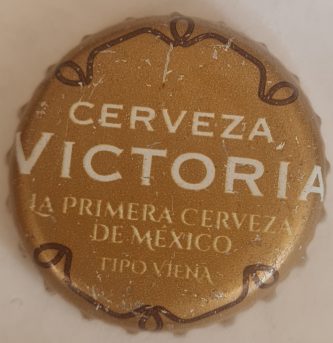 CERVEZA
VICTORIA
LA PRIMERA CERVEZA
DE MÉXICO
TIPO VIENA